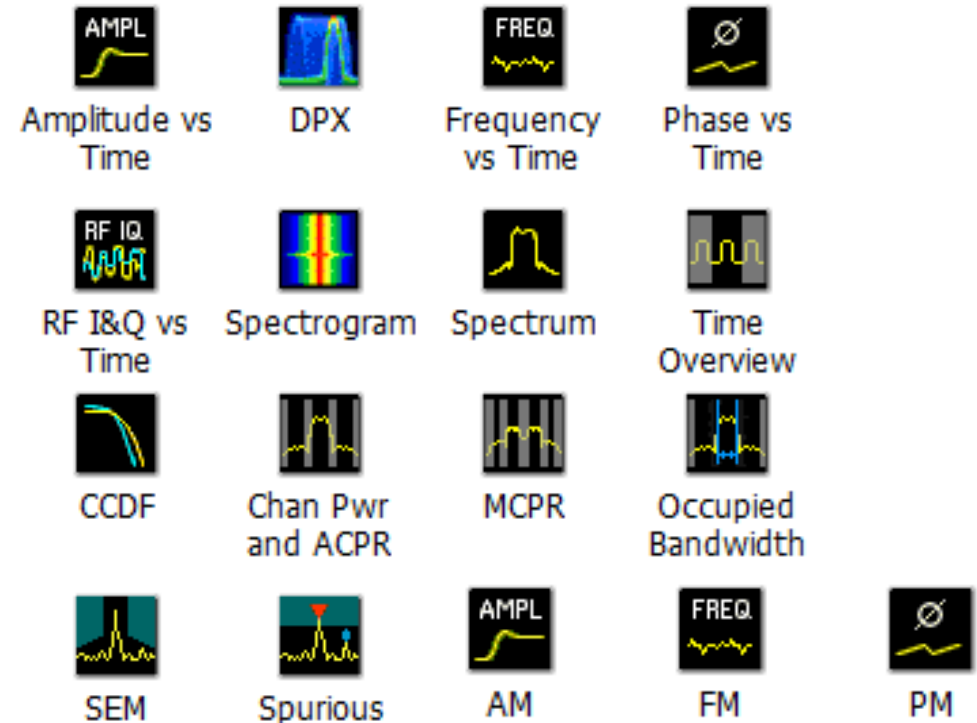 AMPL
FREQ
Ø
Amplitude vs
Time
DPX
Frequency
vs Time
Phase vs
Time
RF IQ
RF I&Q vs
Time
Spectrogram
Spectrum
Time
Overview
CCDF
Chan Pwr
and ACPR
MCPR
Occupied
Bandwidth
AMPL
FREQ
Ø
SEM
Spurious
AM
FM
PM